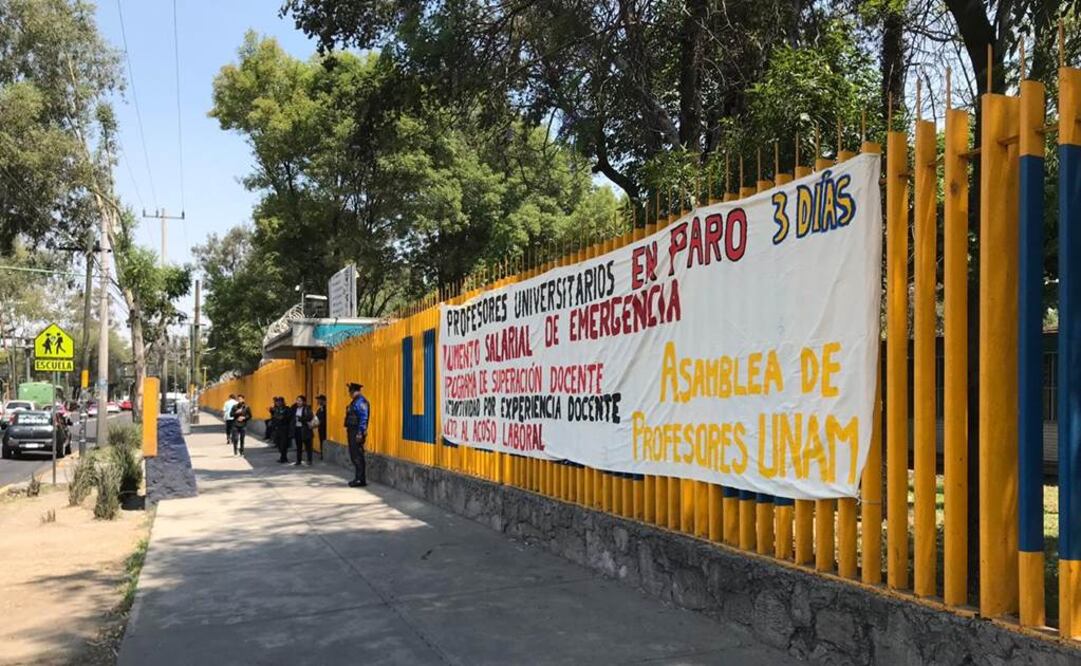 PROFESORES UNIVERSITARIOS EN PARO 3 DÍAS
AUMENTO SALARIAL DE EMERGENCIA
PROGRAMA DE SUPERACIÓN DOCENTE
POR EXPERIENCIA DOCENTE
AL ACOSO LABORAL
ASAMBLEA DE
PROFESORES UNAM
ESCUELA